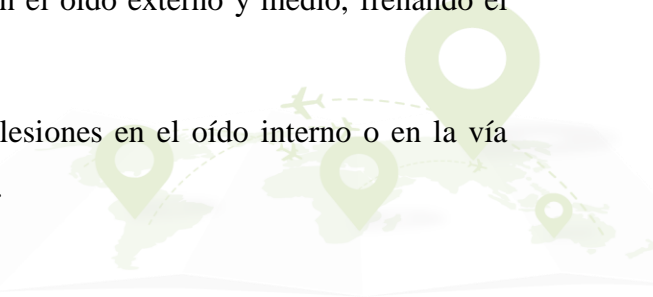 el oído externo y medio, frenando el
lesiones en el oído interno o en la vía